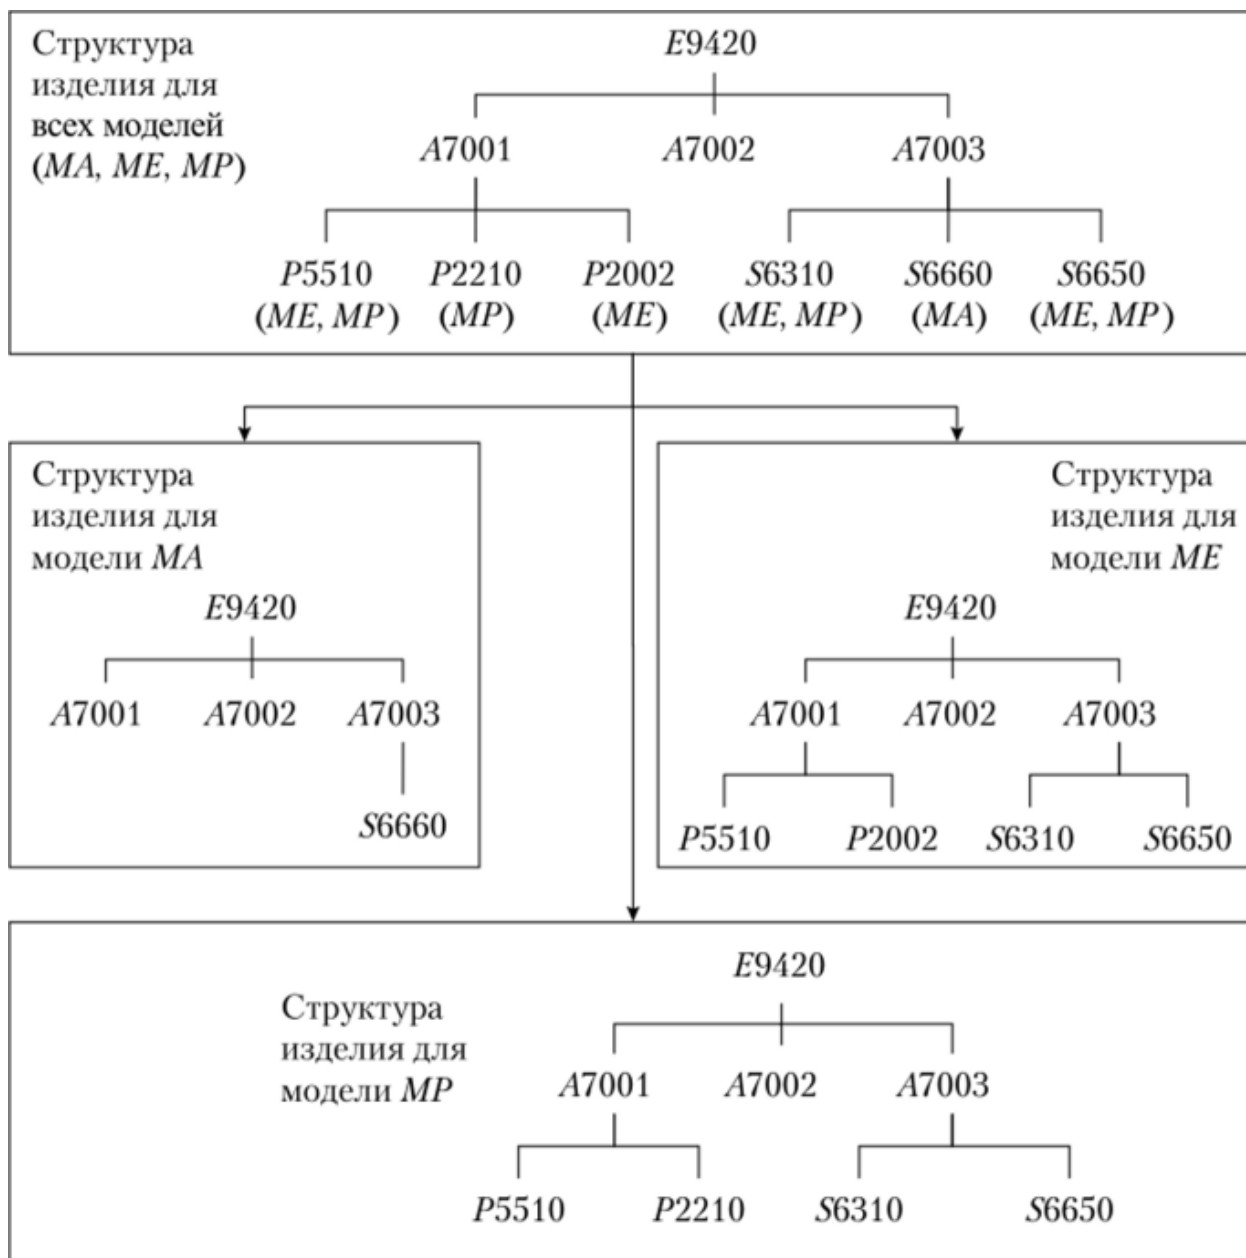 Структура
изделия для
всех моделей
(MA, ME, MP)
E9420
A7001 A7002 A7003
P5510 P2210 P2002 S6310 S6660 S6650
(ME, MP) (MP) (ME) (ME, MP) (MA) (ME, MP)
Структура
изделия для
модели MA
E9420
A7001 A7002 A7003
S6660
Структура
изделия для
модели ME
E9420
A7001 A7002 A7003
P5510 P2002 S6310 S6650
Структура
изделия для
модели MP
E9420
A7001 A7002 A7003
P5510 P2210 S6310 S6650